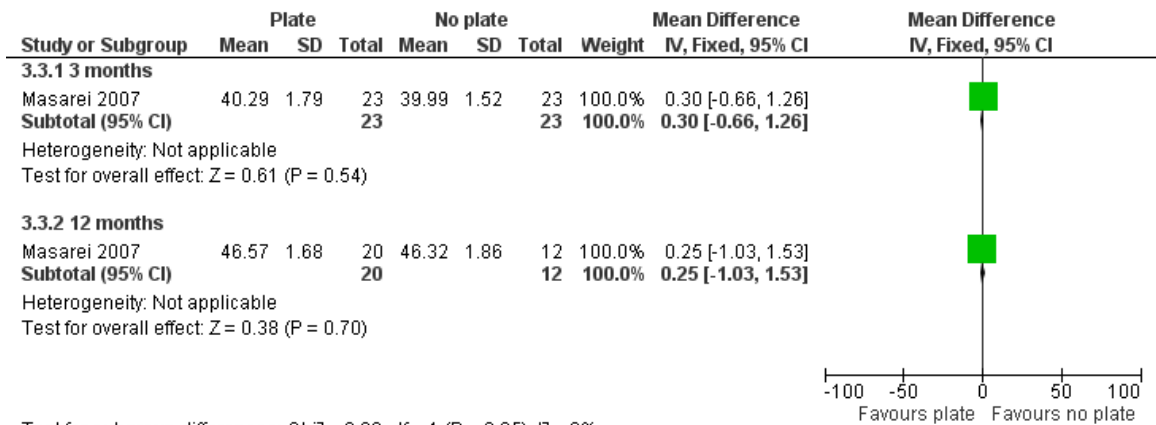 Plate No plate Mean Difference Mean Difference
Study or Subgroup Mean SD Total Mean SD Total Weight IV, Fixed, 95% CI IV, Fixed, 95% CI
3.3.1 3 months
Masarei 2007 40.29 1.79 23 39.99 1.52 23 100.0% 0.30 [-0.66, 1.26]
Subtotal (95% CI) 23 23 100.0% 0.30 [-0.66, 1.26]
Heterogeneity: Not applicable
Test for overall effect: Z = 0.61 (P = 0.54)
3.3.2 12 months
Masarei 2007 46.57 1.68 20 46.32 1.86 12 100.0% 0.25 [-1.03, 1.53]
Subtotal (95% CI) 20 12 100.0% 0.25 [-1.03, 1.53]
Heterogeneity: Not applicable
Test for overall effect: Z = 0.38 (P = 0.70)
-100 -50 0 50 100
Favours plate Favours no plate